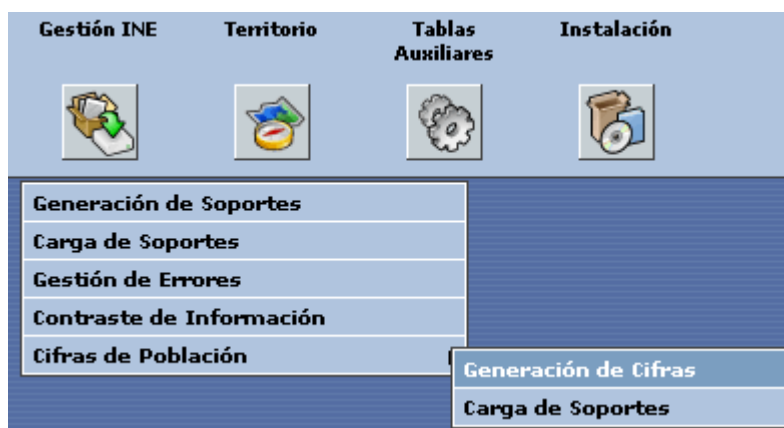 Gestión INE
Territorio
Tablas
Auxiliares
Instalación
Generación de Soportes
Carga de Soportes
Gestión de Errores
Contraste de Información
Cifras de Población
Generación de Cifras
Carga de Soportes